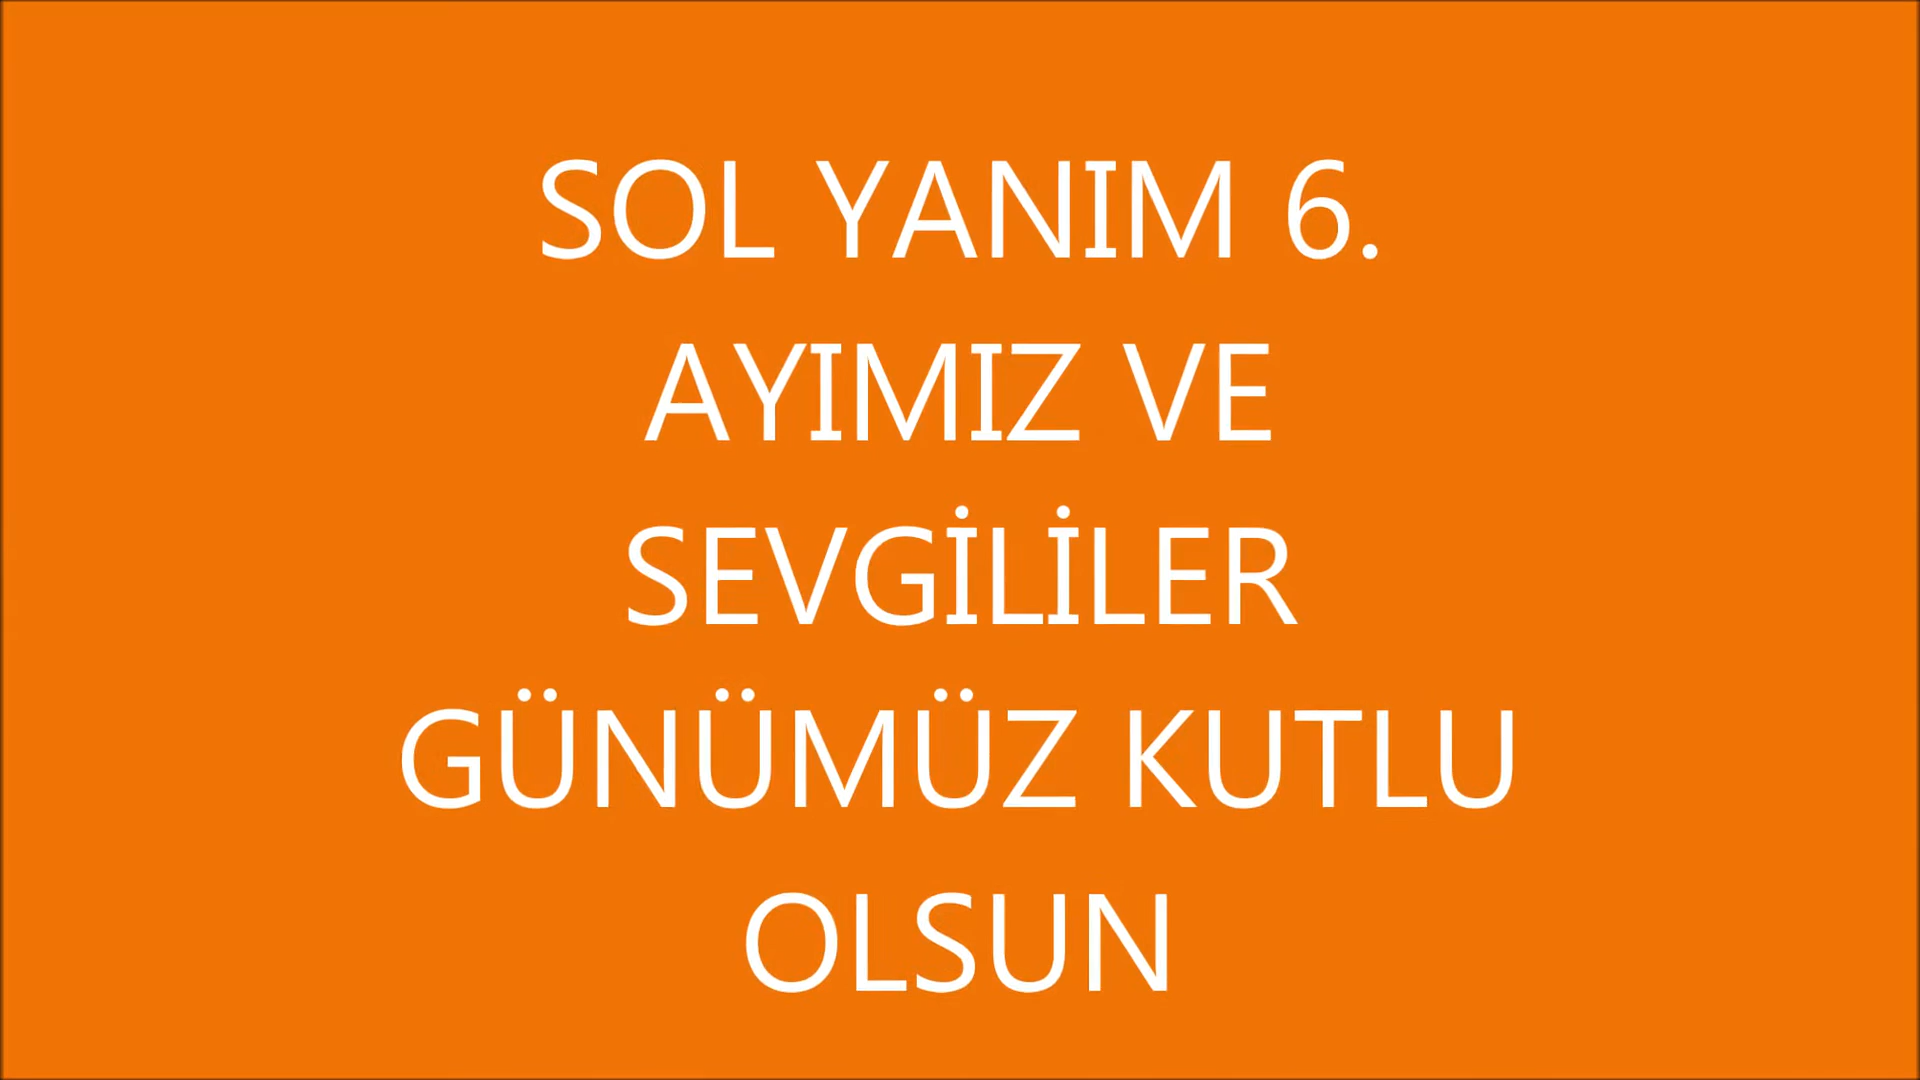 SOL YANIM 6.
AYIMIZ VE
SEVGİLİLER
GÜNÜMÜZ KUTLU
OLSUN